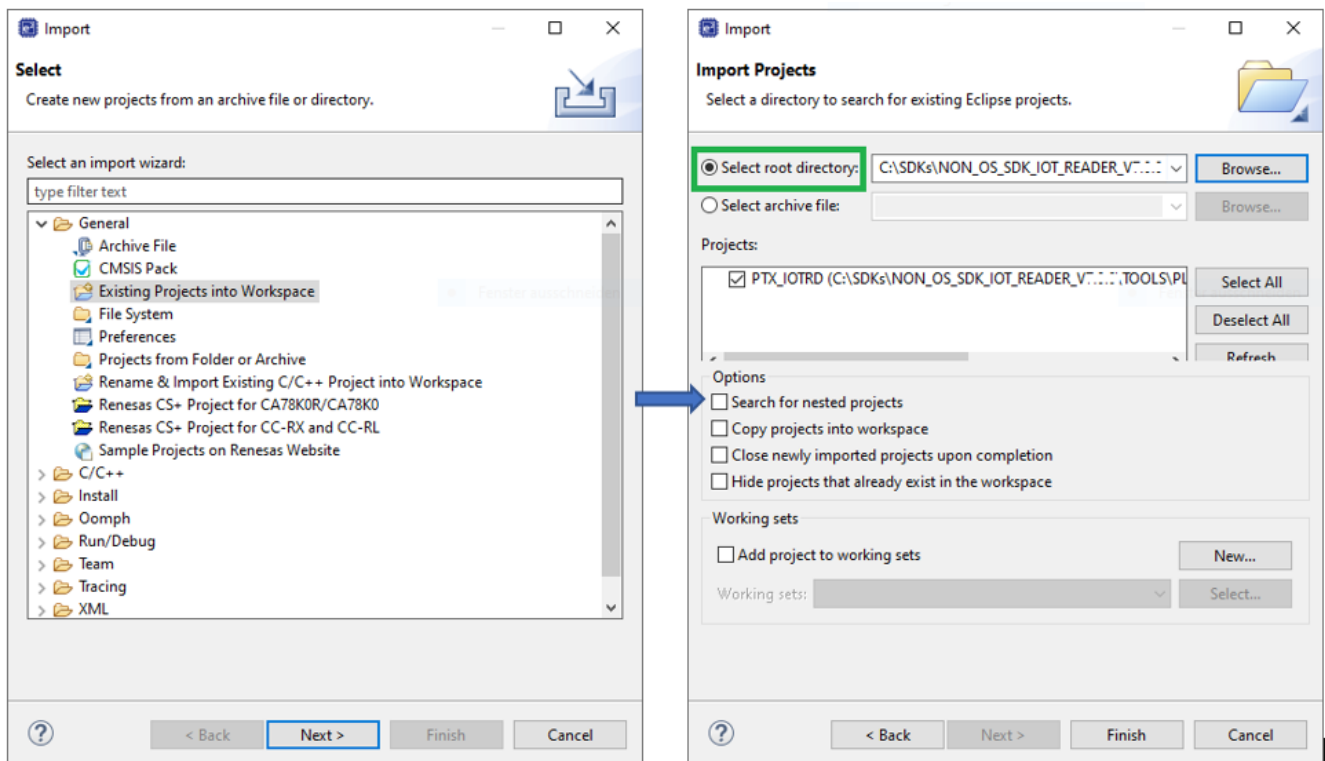 Import
Select
Create new projects from an archive file or directory.
Select an import wizard:
type filter text
General
Archive File
CMSIS Pack
Existing Projects into Workspace
File System
Preferences
Projects from Folder or Archive
Rename & Import Existing C/C++ Project into Workspace
Renesas CS+ Project for CA78K0R/CA78K0
Renesas CS+ Project for CC-RX and CC-RL
Sample Projects on Renesas Website
C/C++
Install
Oomph
Run/Debug
Team
Tracing
XML
Fenster ausschneiden
< Back Next > Finish Cancel
Import
Import Projects
Select a directory to search for existing Eclipse projects.
Select root directory: Browse...
Select archive file: Browse...
Projects:
PTX_IOTRD Select All
Deselect All
Refresh
Options
Search for nested projects
Copy projects into workspace
Close newly imported projects upon completion
Hide projects that already exist in the workspace
Working sets
Add project to working sets New...
Working sets: Select...
< Back Next > Finish Cancel